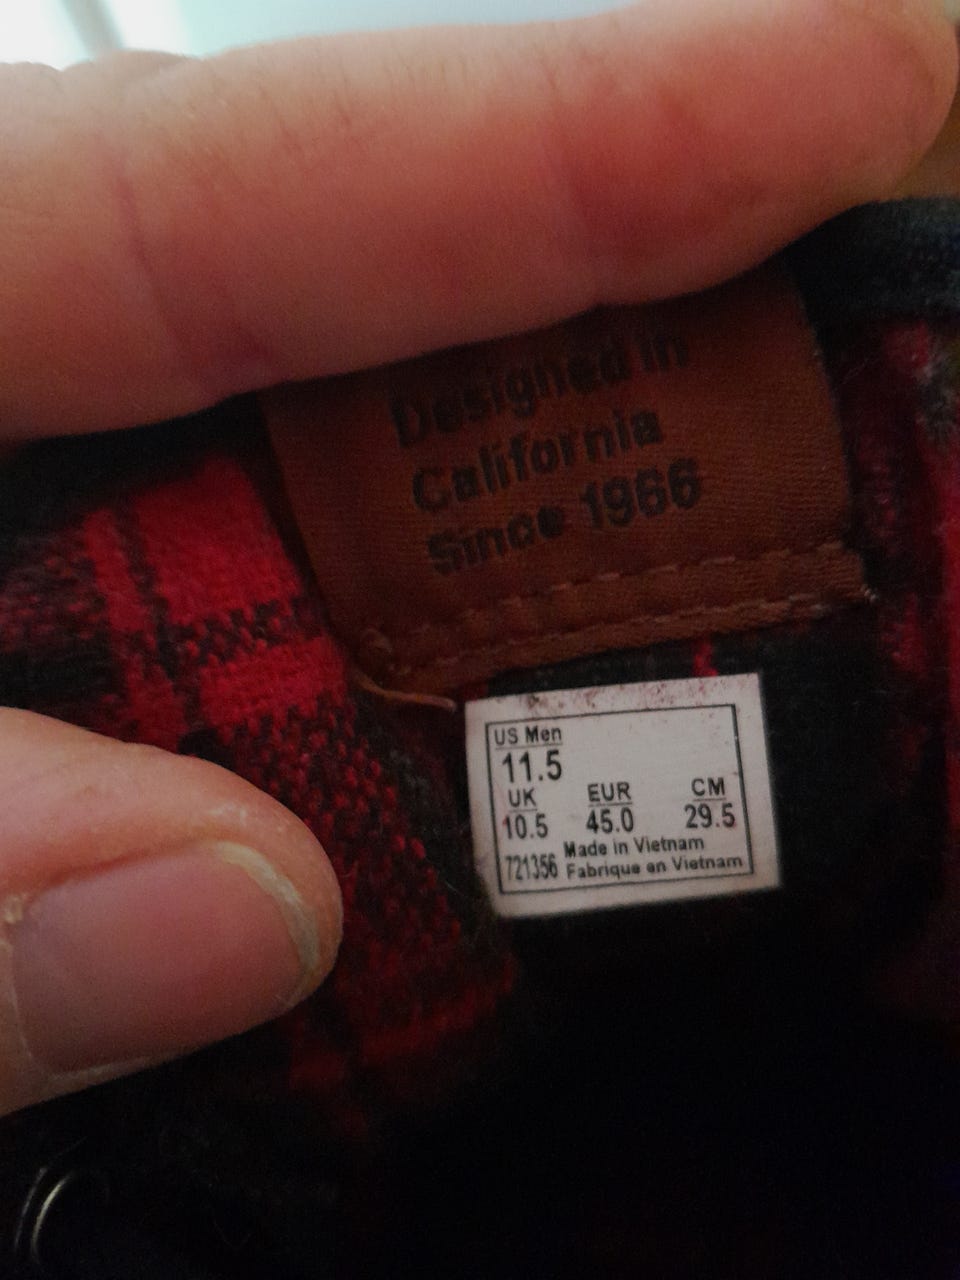 Designed in
California
Since 1966
US Men
11.5
UK EUR CM
10.5 45.0 29.5
Made in Vietnam
721356 Fabrique en Vietnam